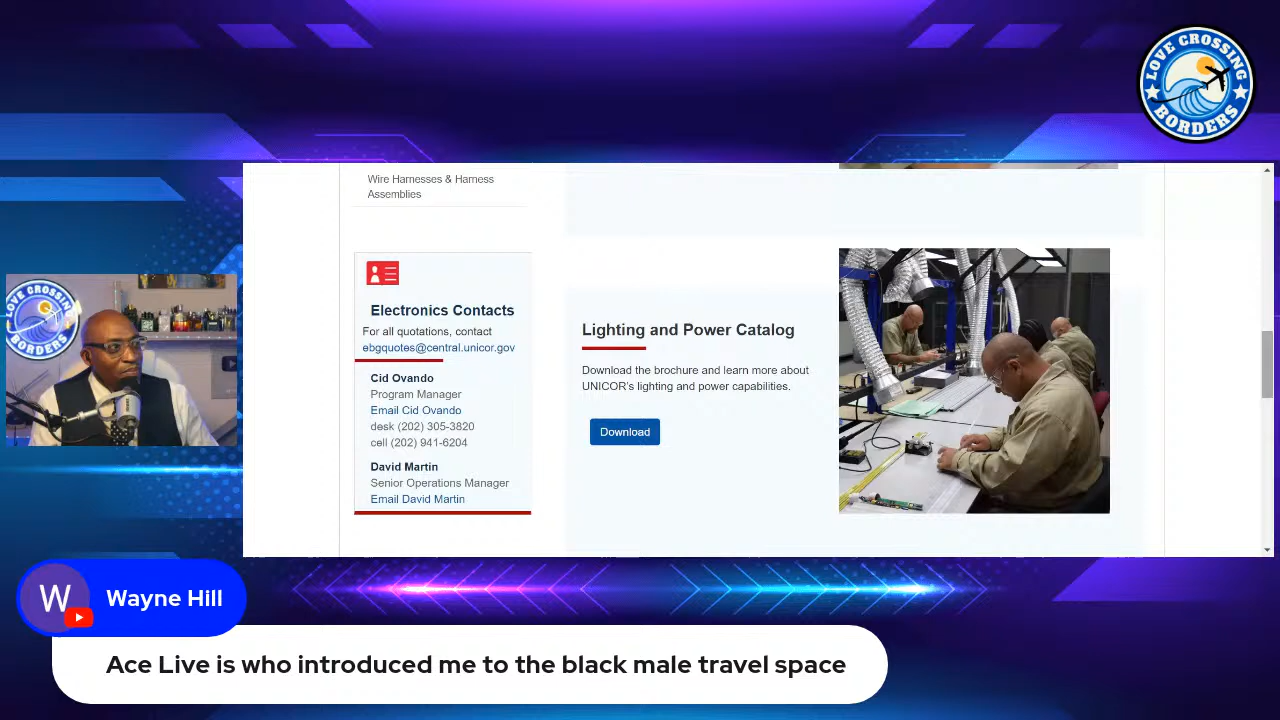 LOVE CROSSING
BORDERS
Wire Harnesses & Harness
Assemblies
Electronics Contacts
For all quotations, contact
ebgquotes@central.unicor.gov
Cid Ovando
Program Manager
Email Cid Ovando
desk (202) 305-3820
cell (202) 941-6204
David Martin
Senior Operations Manager
Email David Martin
Lighting and Power Catalog
Download the brochure and learn more about
UNICOR's lighting and power capabilities.
Download
LOVE CROSSING
BORDERS
W
Wayne Hill
Ace Live is who introduced me to the black male travel space